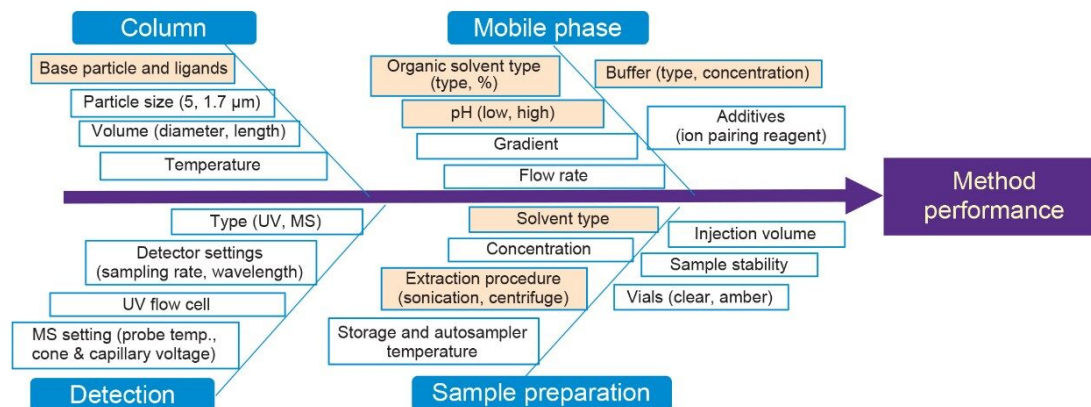 Column
Base particle and ligands
Particle size (5, 1.7 µm)
Volume (diameter, length)
Temperature
Mobile phase
Organic solvent type
(type, %)
pH (low, high)
Gradient
Flow rate
Buffer (type, concentration)
Additives
(ion pairing reagent)
Method
performance
Type (UV, MS)
Detector settings
(sampling rate, wavelength)
UV flow cell
MS setting (probe temp.,
cone & capillary voltage)
Detection
Solvent type
Concentration
Extraction procedure
(sonication, centrifuge)
Storage and autosampler
temperature
Injection volume
Sample stability
Vials (clear, amber)
Sample preparation